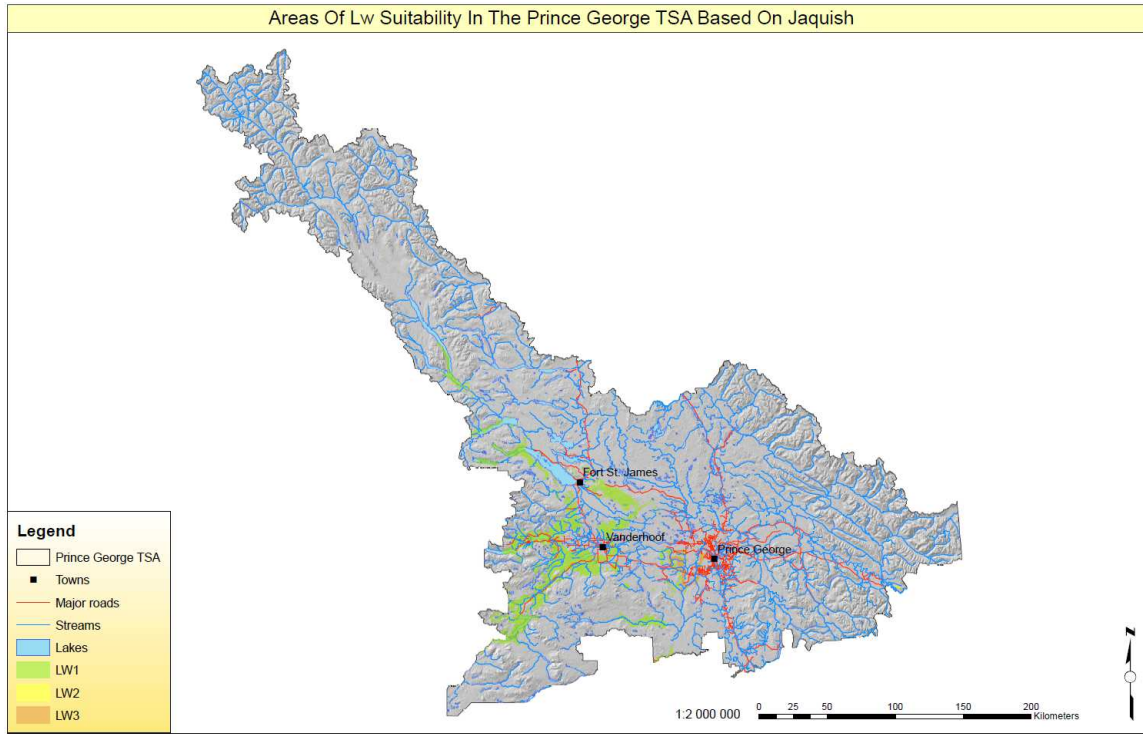 Areas Of Lw Suitability In The Prince George TSA Based On Jaquish
Fort St. James
Vanderhoof
Prince George
Legend
Prince George TSA
Towns
Major roads
Streams
Lakes
LW1
LW2
LW3
1:2 000 000
0 25 50 100 150 200
Kilometers
Z